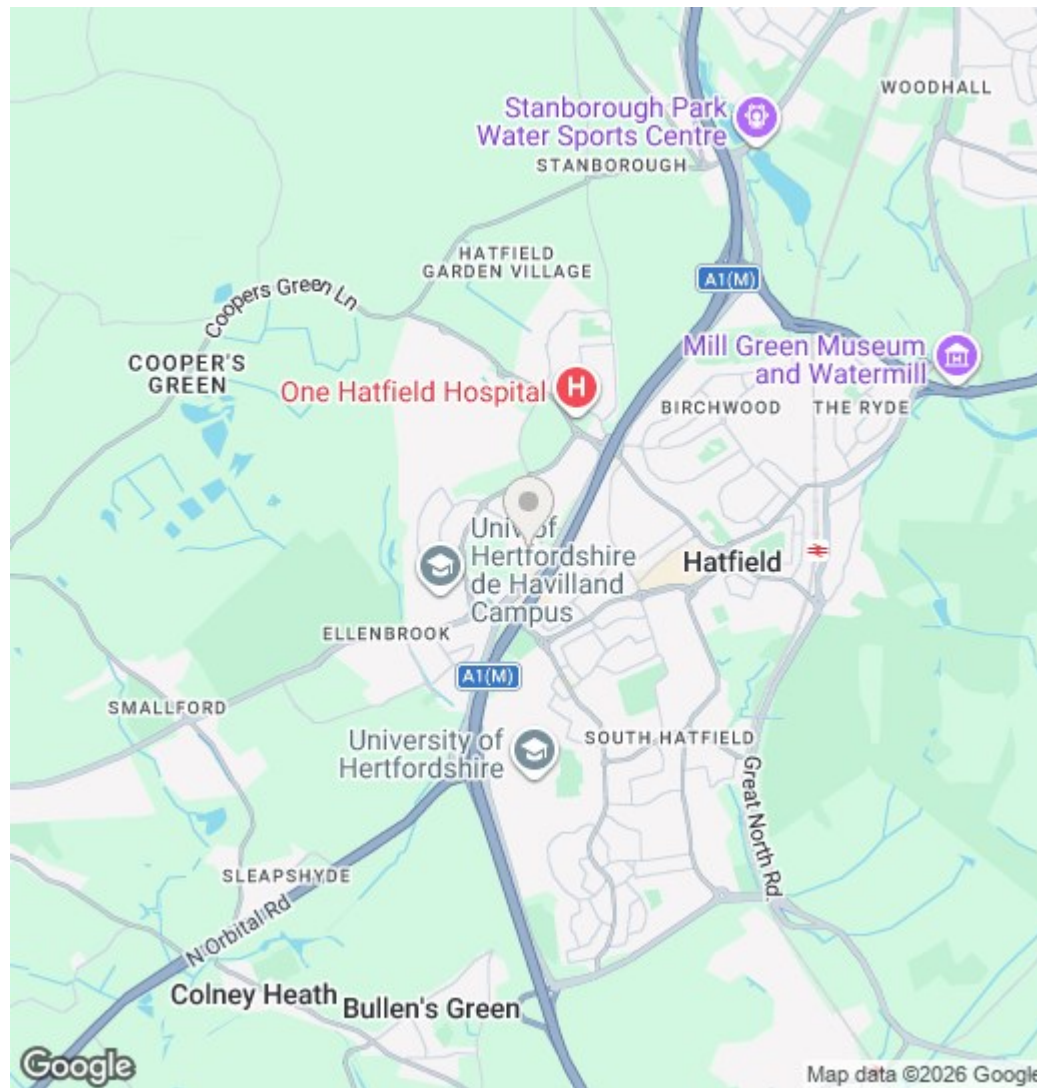 WOODHALL
Stanborough Park
Water Sports Centre
STANBOROUGH
HATFIELD
GARDEN VILLAGE
A1(M)
Coopers Green Ln
COOPER'S
GREEN
Mill Green Museum
and Watermill
One Hatfield Hospital
H
BIRCHWOOD
THE RYDE
Univ of
Hertfordshire
de Havilland
Campus
Hatfield
ELLENBROOK
A1(M)
SMALLFORD
University of
Hertfordshire
SOUTH HATFIELD
Great North Rd
SLEAPSHYDE
N Orbital Rd
Colney Heath
Bullen's Green
Google
Map data ©2026 Google